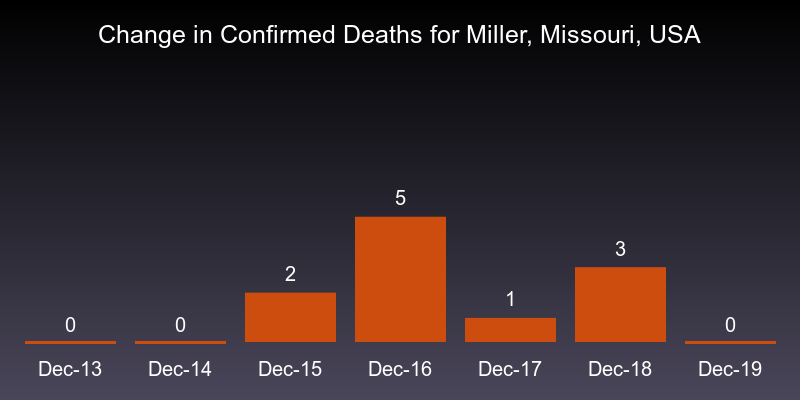 Change in Confirmed Deaths for Miller, Missouri, USA
5
3
2
1
0 0 0
Dec-13 Dec-14 Dec-15 Dec-16 Dec-17 Dec-18 Dec-19